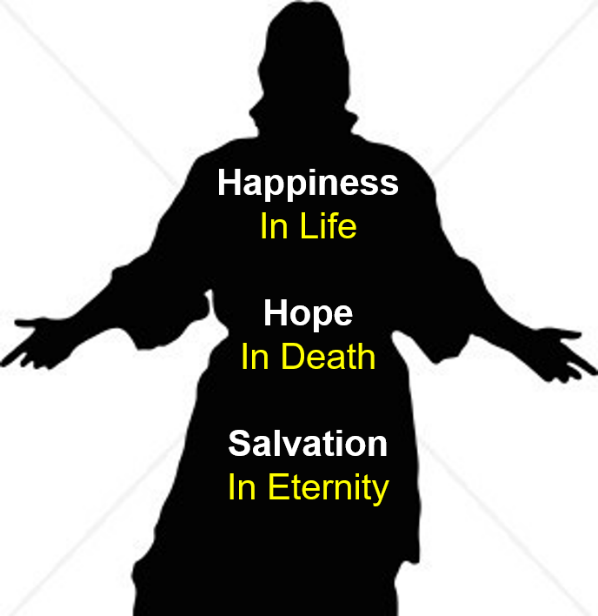 Happiness
In Life
Hope
In Death
Salvation
In Eternity